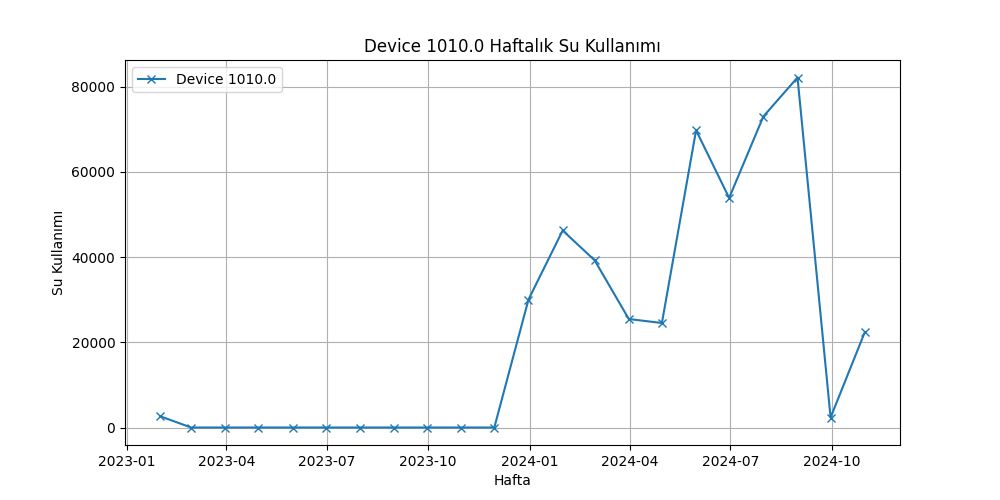 Device 1010.0 Haftalık Su Kullanımı
Device 1010.0
Su Kullanımı
80000
60000
40000
20000
0
2023-01 2023-04 2023-07 2023-10 2024-01 2024-04 2024-07 2024-10
Hafta